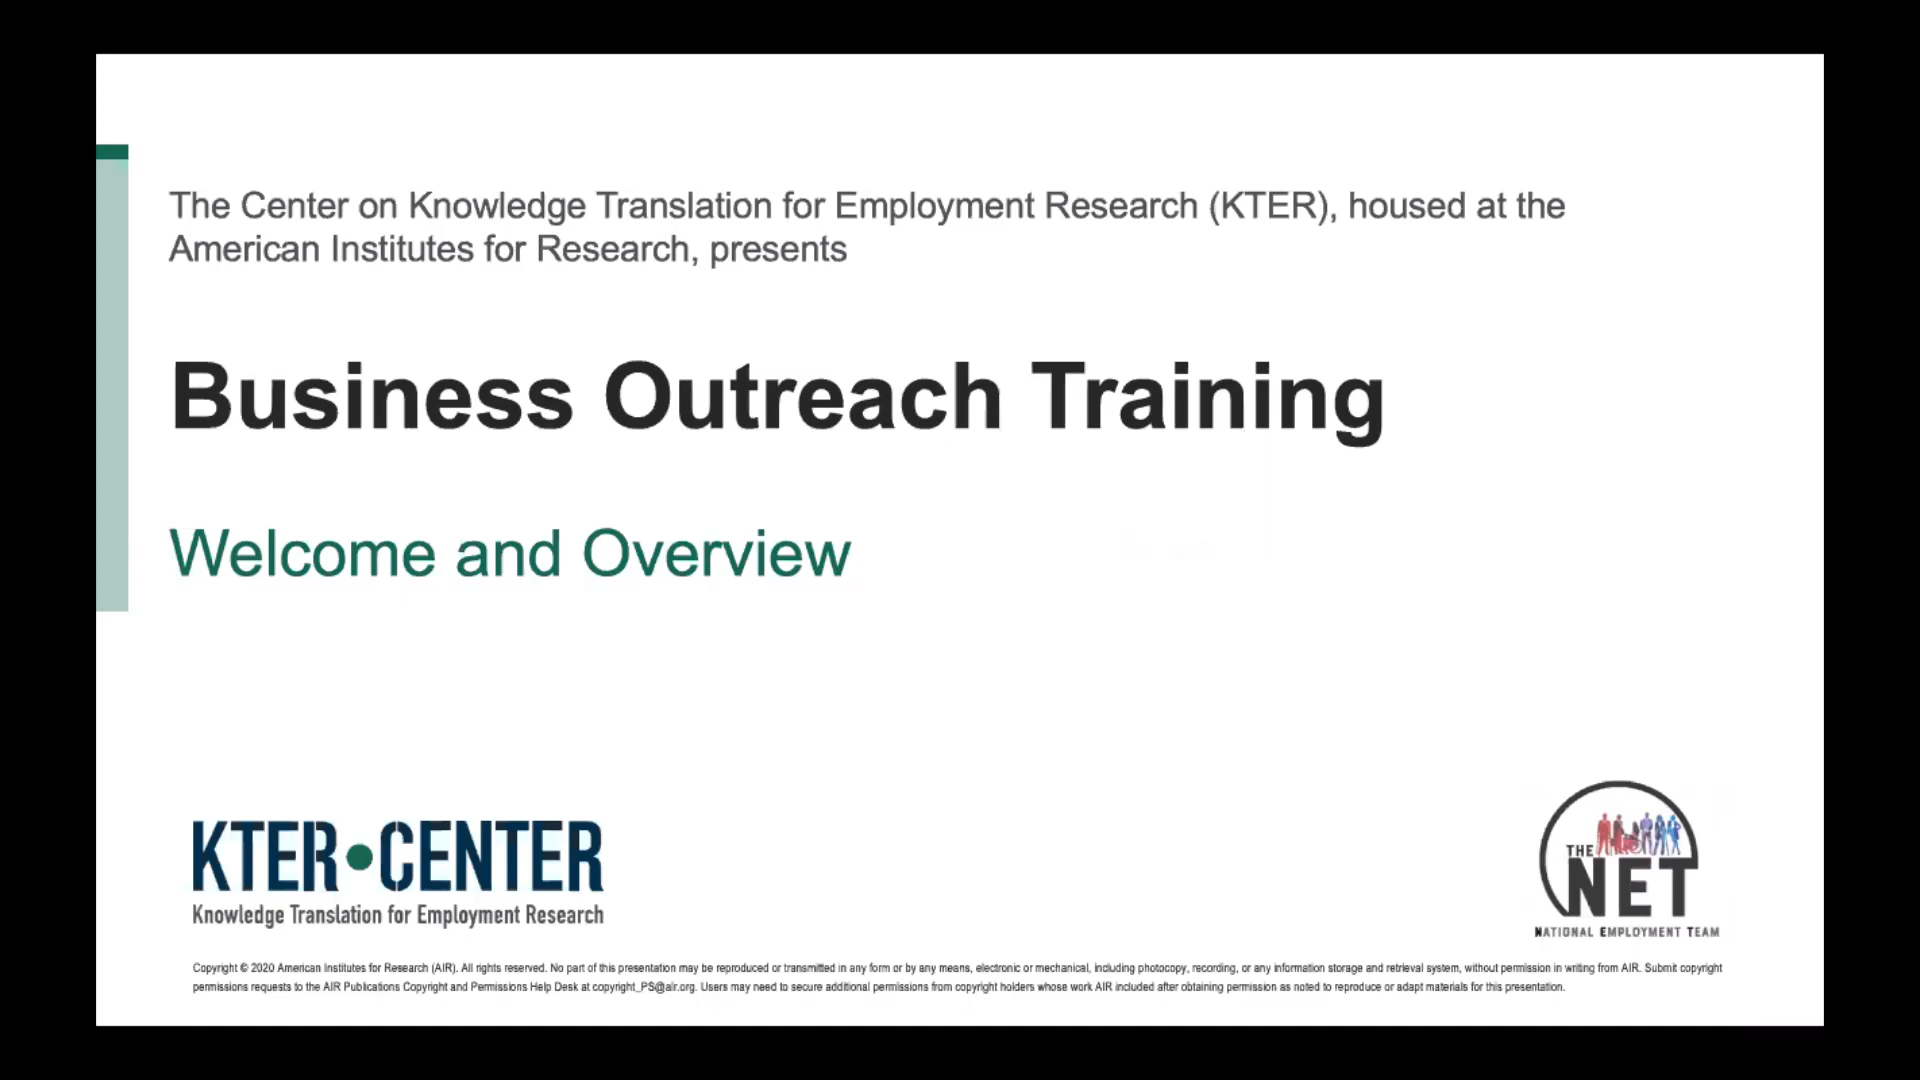 The Center on Knowledge Translation for Employment Research (KTER), housed at the
American Institutes for Research, presents
Business Outreach Training
Welcome and Overview
KTER•CENTER
Knowledge Translation for Employment Research
THE
NET
NATIONAL EMPLOYMENT TEAM
Copyright © 2020 American Institutes for Research (AIR). All rights reserved. No part of this presentation may be reproduced or transmitted in any form or by any means, electronic or mechanical, including photocopy, recording, or any information storage and retrieval system, without permission in writing from AIR. Submit copyright
permissions requests to the AIR Publications Copyright and Permissions Help Desk at copyright_PS@air.org. Users may need to secure additional permissions from copyright holders whose work AIR included after obtaining permission as noted to reproduce or adapt materials for this presentation.